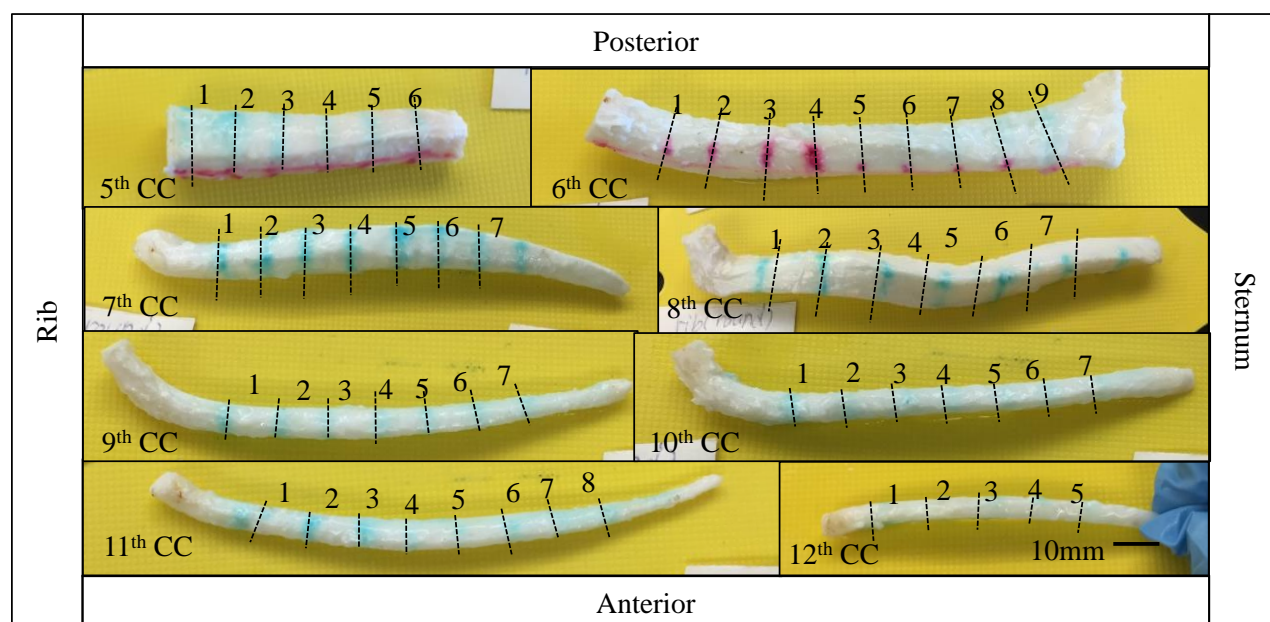 Posterior
Rib
Sternum
1 2 3 4 5 6
5th CC
1 2 3 4 5 6 7 8 9
6th CC
1 2 3 4 5 6 7
7th CC
1 2 3 4 5 6 7
8th CC
1 2 3 4 5 6 7
9th CC
1 2 3 4 5 6 7
10th CC
1 2 3 4 5 6 7 8
11th CC
1 2 3 4 5
12th CC
10mm
Anterior